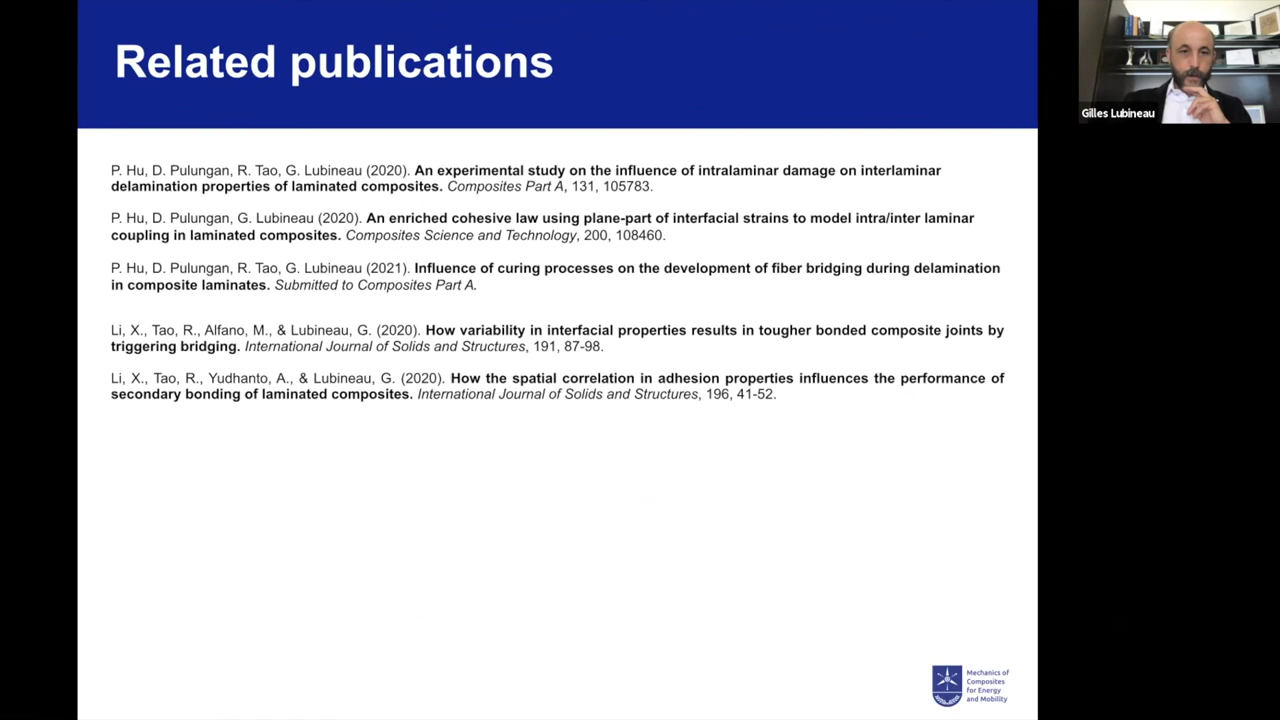 Related publications
Gilles Lubineau
P. Hu, D. Pulungan, R. Tao, G. Lubineau (2020). An experimental study on the influence of intralaminar damage on interlaminar
delamination properties of laminated composites. Composites Part A, 131, 105783.
P. Hu, D. Pulungan, G. Lubineau (2020). An enriched cohesive law using plane-part of interfacial strains to model intra/inter laminar
coupling in laminated composites. Composites Science and Technology, 200, 108460.
P. Hu, D. Pulungan, R. Tao, G. Lubineau (2021). Influence of curing processes on the development of fiber bridging during delamination
in composite laminates. Submitted to Composites Part A.
Li, X., Tao, R., Alfano, M., & Lubineau, G. (2020). How variability in interfacial properties results in tougher bonded composite joints by
triggering bridging. International Journal of Solids and Structures, 191, 87-98.
Li, X., Tao, R., Yudhanto, A., & Lubineau, G. (2020). How the spatial correlation in adhesion properties influences the performance of
secondary bonding of laminated composites. International Journal of Solids and Structures, 196, 41-52.
Mechanics of
Composites
for Energy
and Mobility